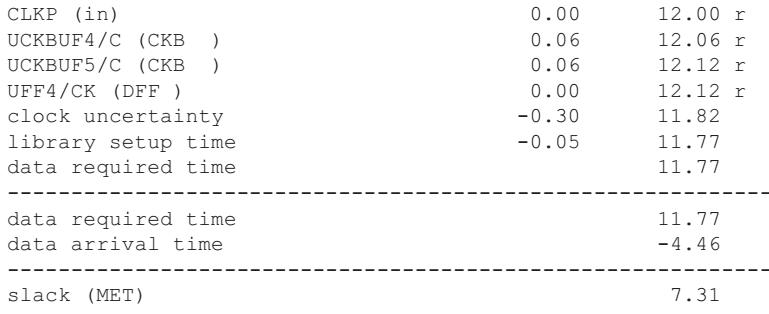 CLKP (in)                                0.00     12.00 r
UCKBUF4/C (CKB  )                        0.06     12.06 r
UCKBUF5/C (CKB  )                        0.06     12.12 r
UFF4/CK (DFF )                           0.00     12.12 r
clock uncertainty                       -0.30     11.82
library setup time                      -0.05     11.77
data required time                                11.77
------------------------------------------------------------
data required time                                11.77
data arrival time                                 -4.46
------------------------------------------------------------
slack (MET)                                        7.31